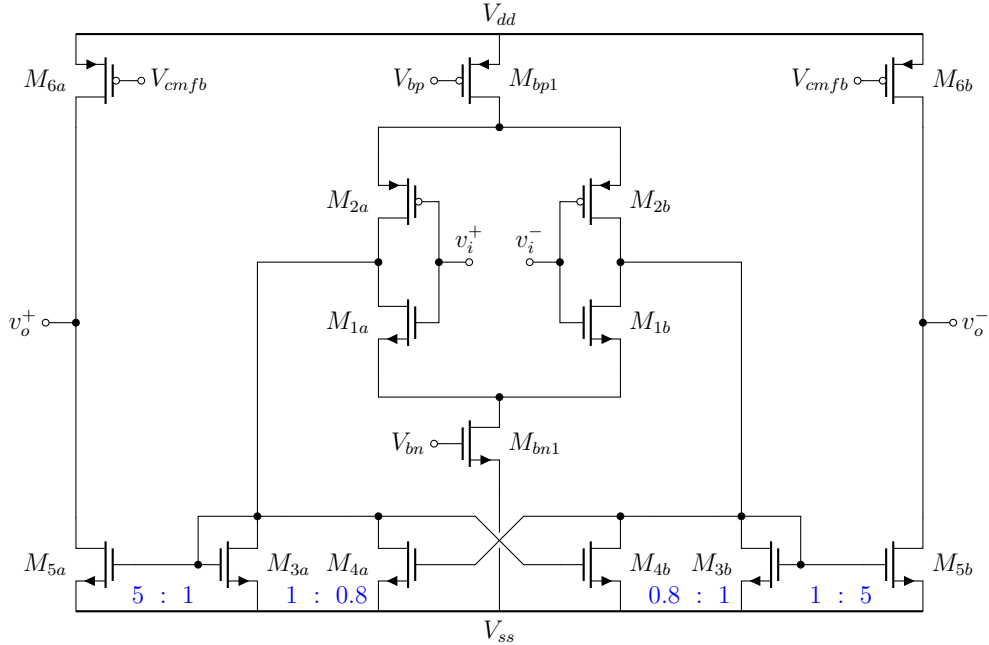 V_dd
M_6a V_cmfb V_bp M_bp1 V_cmfb M_6b
M_2a M_2b
v_i^+ v_i^-
v_o^+ M_1a M_1b v_o^-
V_bn M_bn1
M_5a M_3a M_4a M_4b M_3b M_5b
5 : 1 1 : 0.8 0.8 : 1 1 : 5
V_ss